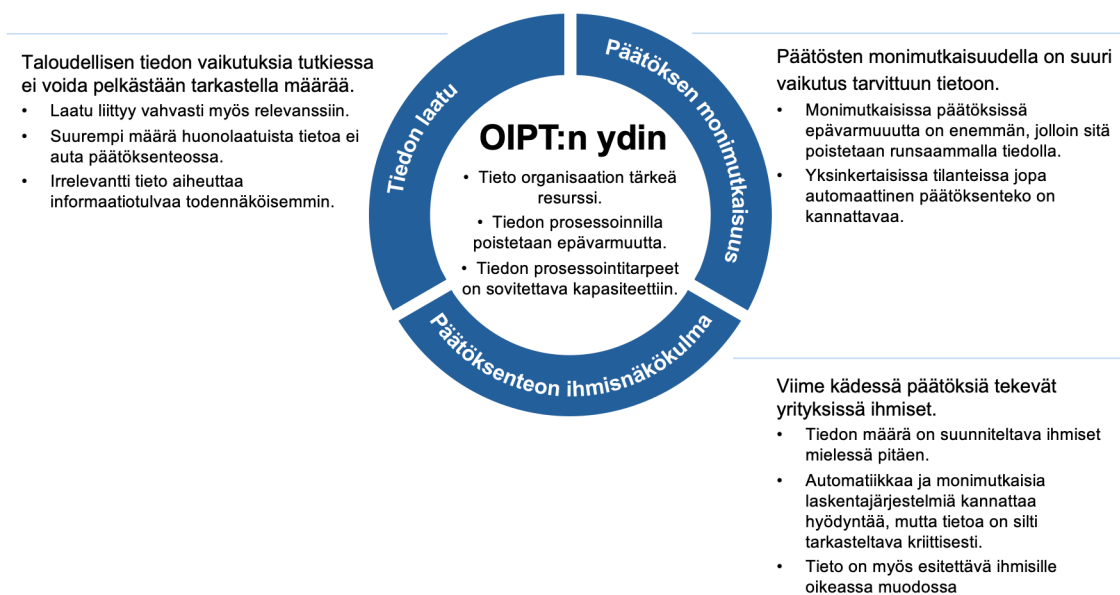 Taloudellisen tiedon vaikutuksia tutkiessa
ei voida pelkästään tarkastella määrää.
• Laatu liittyy vahvasti myös relevanssiin.
• Suurempi määrä huonolaatuista tietoa ei
auta päätöksenteossa.
• Irrelevantti tieto aiheuttaa
informaatiotulvaa todennäköisemmin.
Tiedon laatu
Päätöksen monimutkaisuus
Päätöksenteon ihmisnäkökulma
OIPT:n ydin
• Tieto organisaation tärkeä
resurssi.
• Tiedon prosessoinnilla
poistetaan epävarmuutta.
• Tiedon prosessointitarpeet
on sovitettava kapasiteettiin.
Päätösten monimutkaisuudella on suuri
vaikutus tarvittuun tietoon.
• Monimutkaisissa päätöksissä
epävarmuuutta on enemmän, jolloin sitä
poistetaan runsaammalla tiedolla.
• Yksinkertaisissa tilanteissa jopa
automaattinen päätöksenteko on
kannattavaa.
Viime kädessä päätöksiä tekevät
yrityksissä ihmiset.
• Tiedon määrä on suunniteltava ihmiset
mielessä pitäen.
• Automatiikkaa ja monimutkaisia
laskentajärjestelmiä kannattaa
hyödyntää, mutta tietoa on silti
tarkasteltava kriittisesti.
• Tieto on myös esitettävä ihmisille
oikeassa muodossa